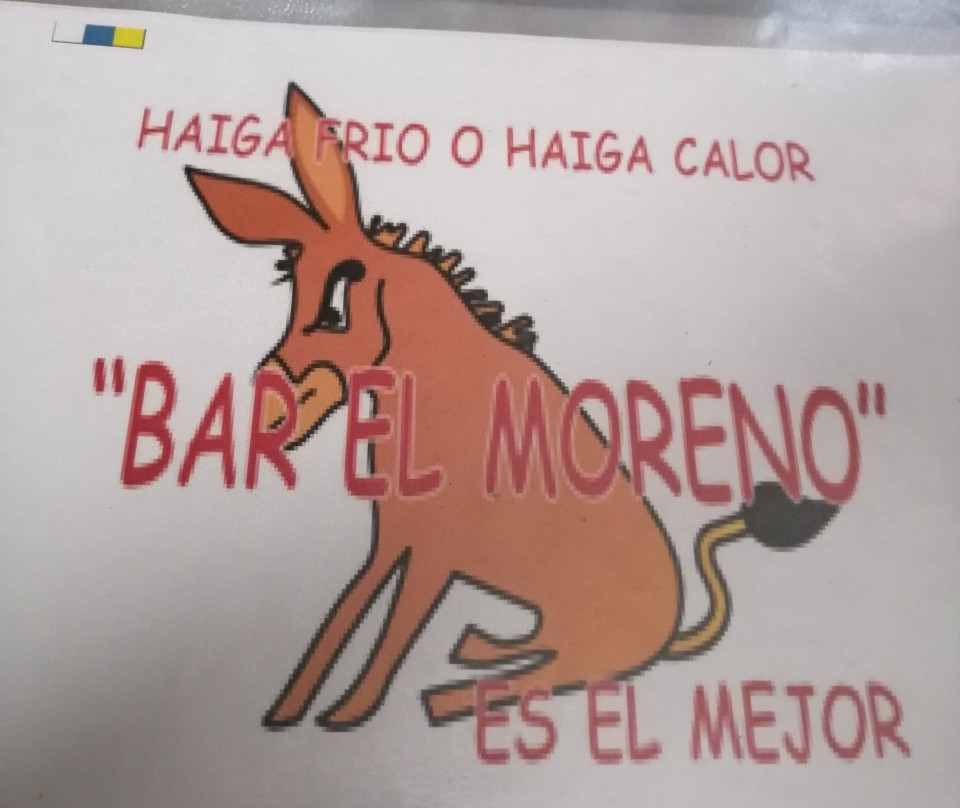 HAIGA FRIO O HAIGA CALOR
"BAR EL MORENO"
ES EL MEJOR